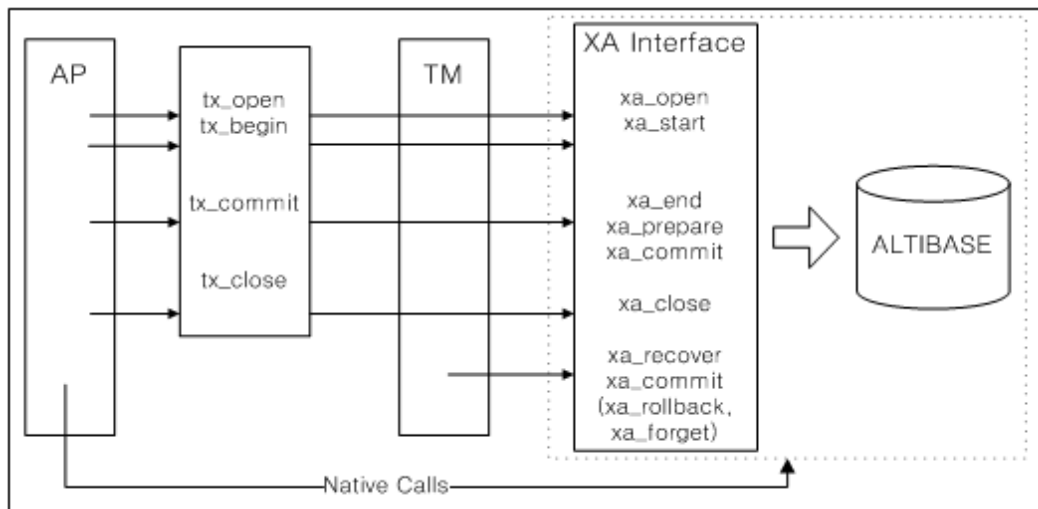 AP
tx_open
tx_begin
tx_commit
tx_close
TM
XA Interface
xa_open
xa_start
xa_end
xa_prepare
xa_commit
xa_close
xa_recover
xa_commit
(xa_rollback,
xa_forget)
ALTIBASE
Native Calls